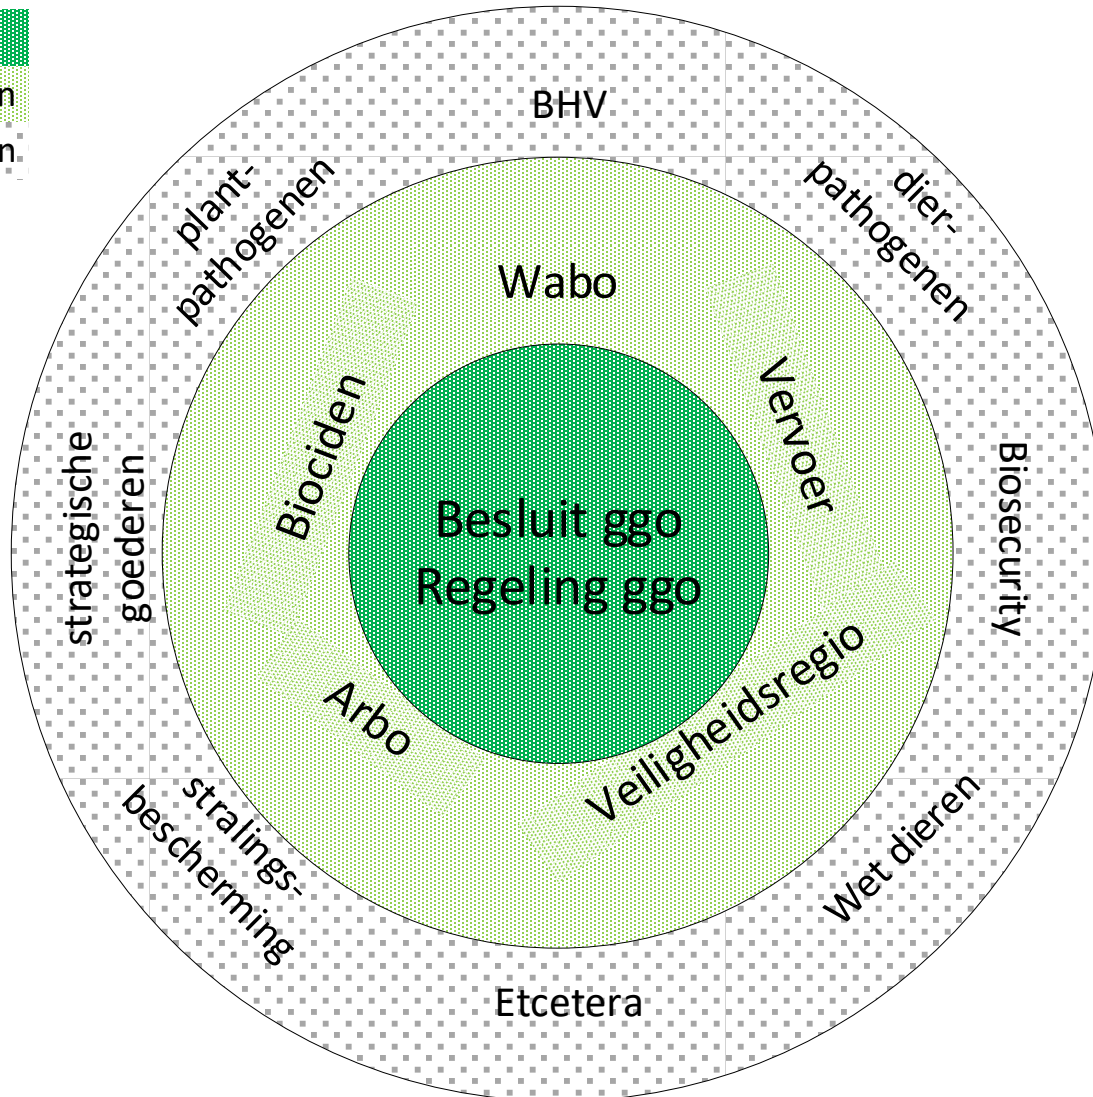 n
n
BHV
plant-
pathogenen
dier-
pathogenen
Wabo
Biociden
Vervoer
strategische
goederen
Biosecurity
Besluit ggo
Regeling ggo
Arbo
Veiligheidsregio
stralings-
bescherming
Wet dieren
Etcetera